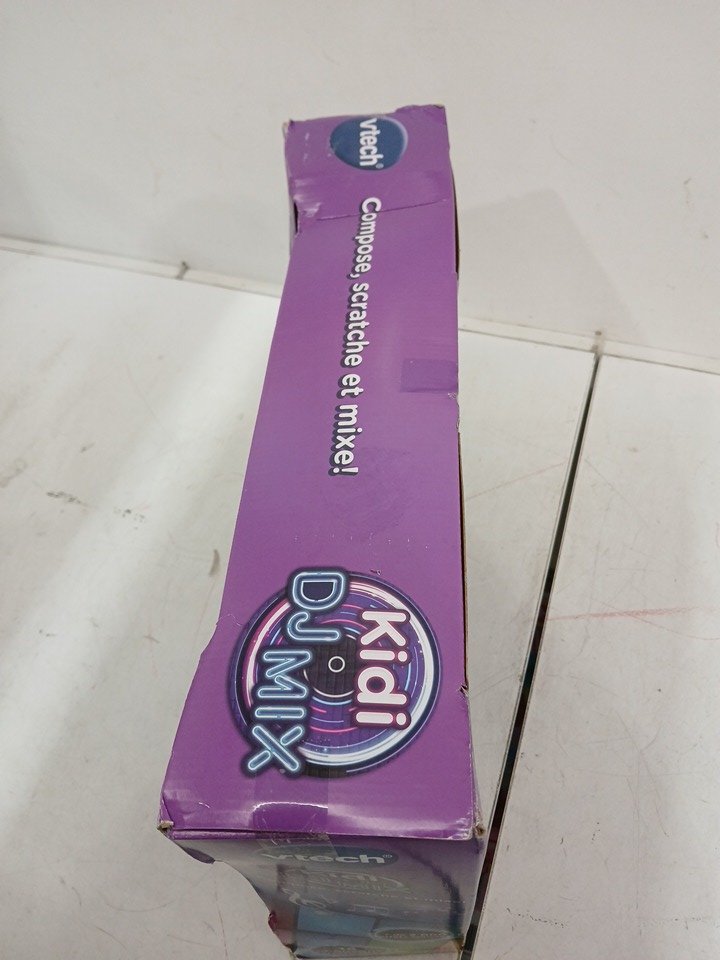 vtech®
Compose, scratche et mixe!
Kidi
DJ MIX
vtech®